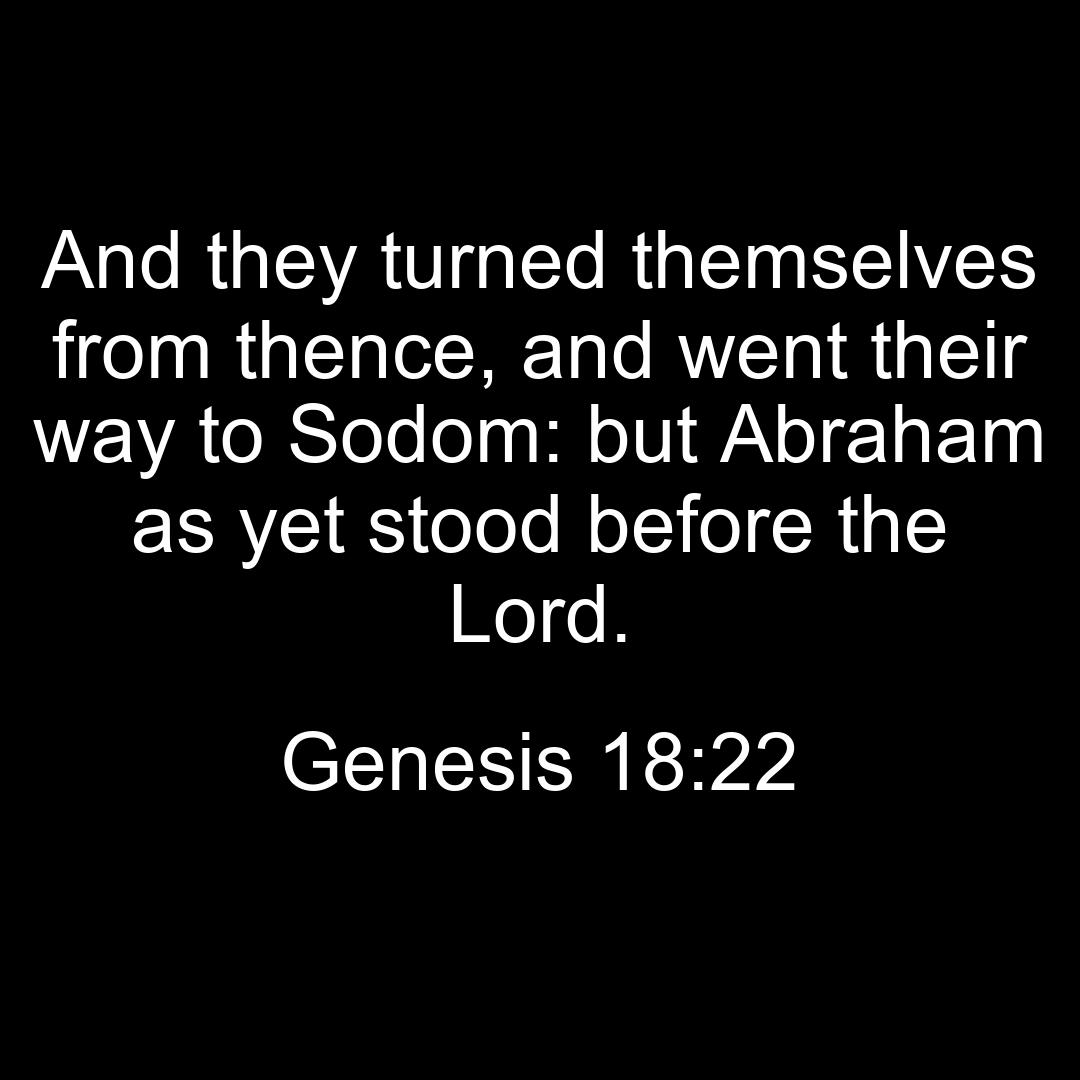 And they turned themselves
from thence, and went their
way to Sodom: but Abraham
as yet stood before the
Lord.
Genesis 18:22